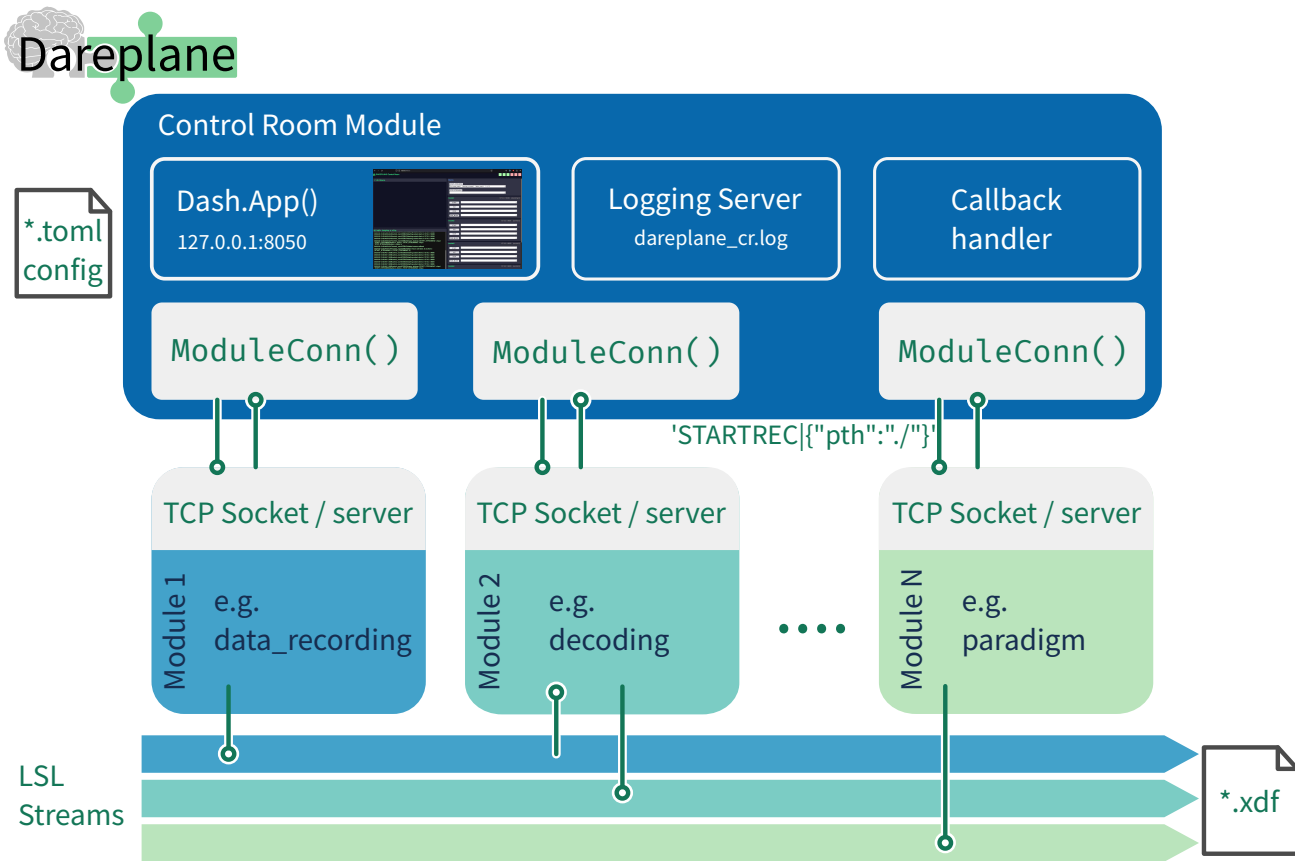 Dareplane
Control Room Module
*.toml
config
Dash.App()
127.0.0.1:8050
Logging Server
dareplane_cr.log
Callback
handler
ModuleConn()
ModuleConn()
ModuleConn()
'STARTREC|{"pth":"./"}'
TCP Socket / server
TCP Socket / server
TCP Socket / server
Module 1
e.g.
data_recording
Module 2
e.g.
decoding
....
Module N
e.g.
paradigm
LSL
Streams
*.xdf